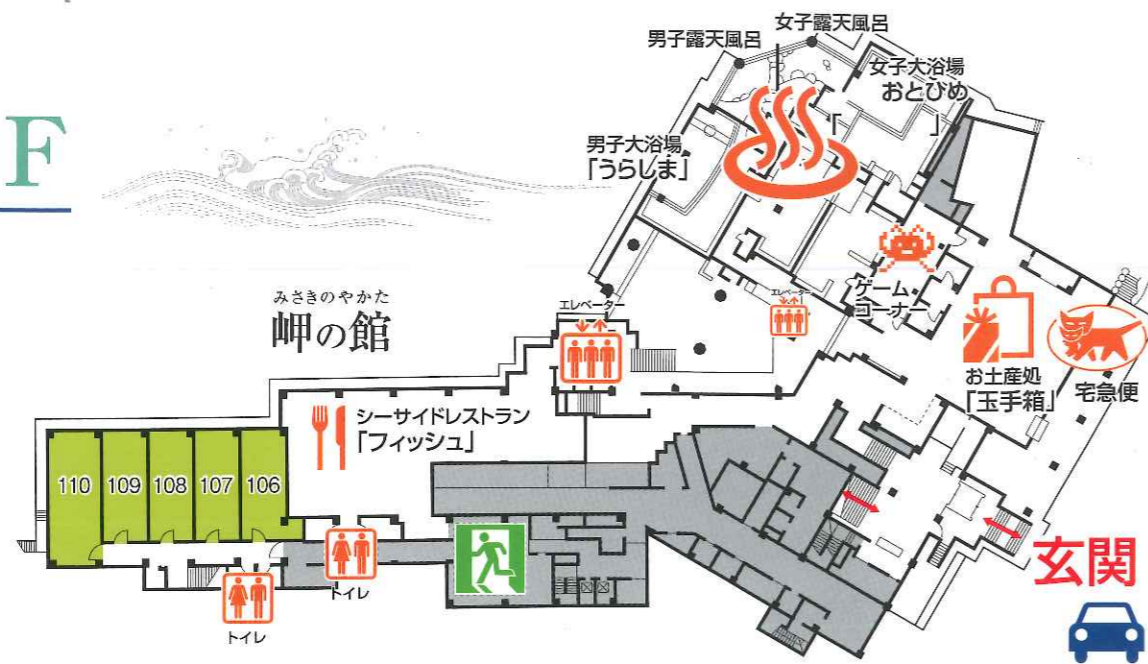 F
女子露天風呂
男子露天風呂
女子大浴場
おとひめ
「 」
男子大浴場
「うらしま」
みさきのやかた
岬の館
エレベーター
エレベーター
ゲーム
コーナー
お土産処
「玉手箱」
宅急便
シーサイドレストラン
「フィッシュ」
110
109
108
107
106
トイレ
トイレ
玄関